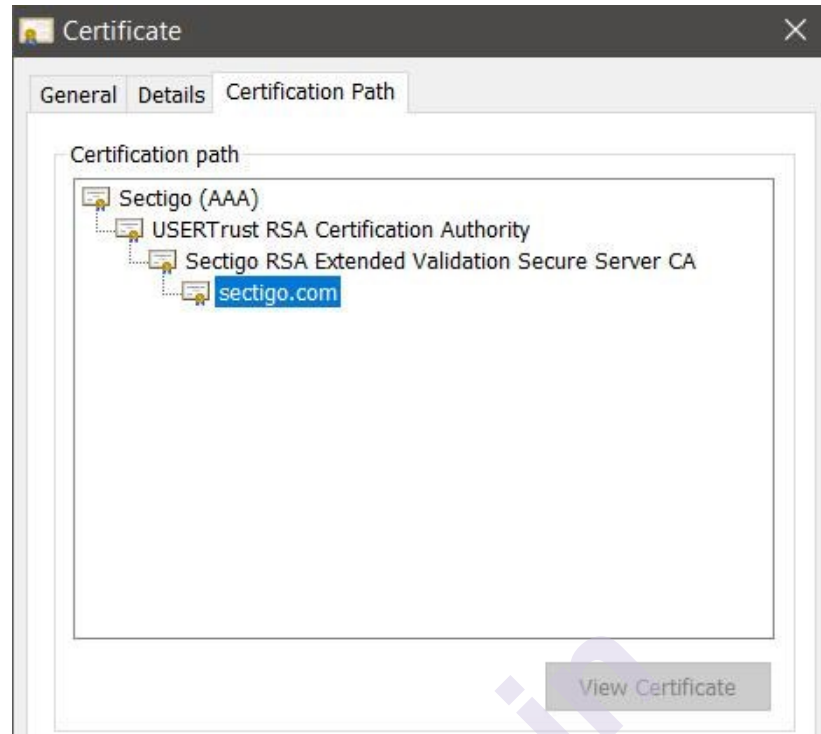 Certificate
General Details Certification Path
Certification path
Sectigo (AAA)
USERTrust RSA Certification Authority
Sectigo RSA Extended Validation Secure Server CA
sectigo.com
View Certificate
in